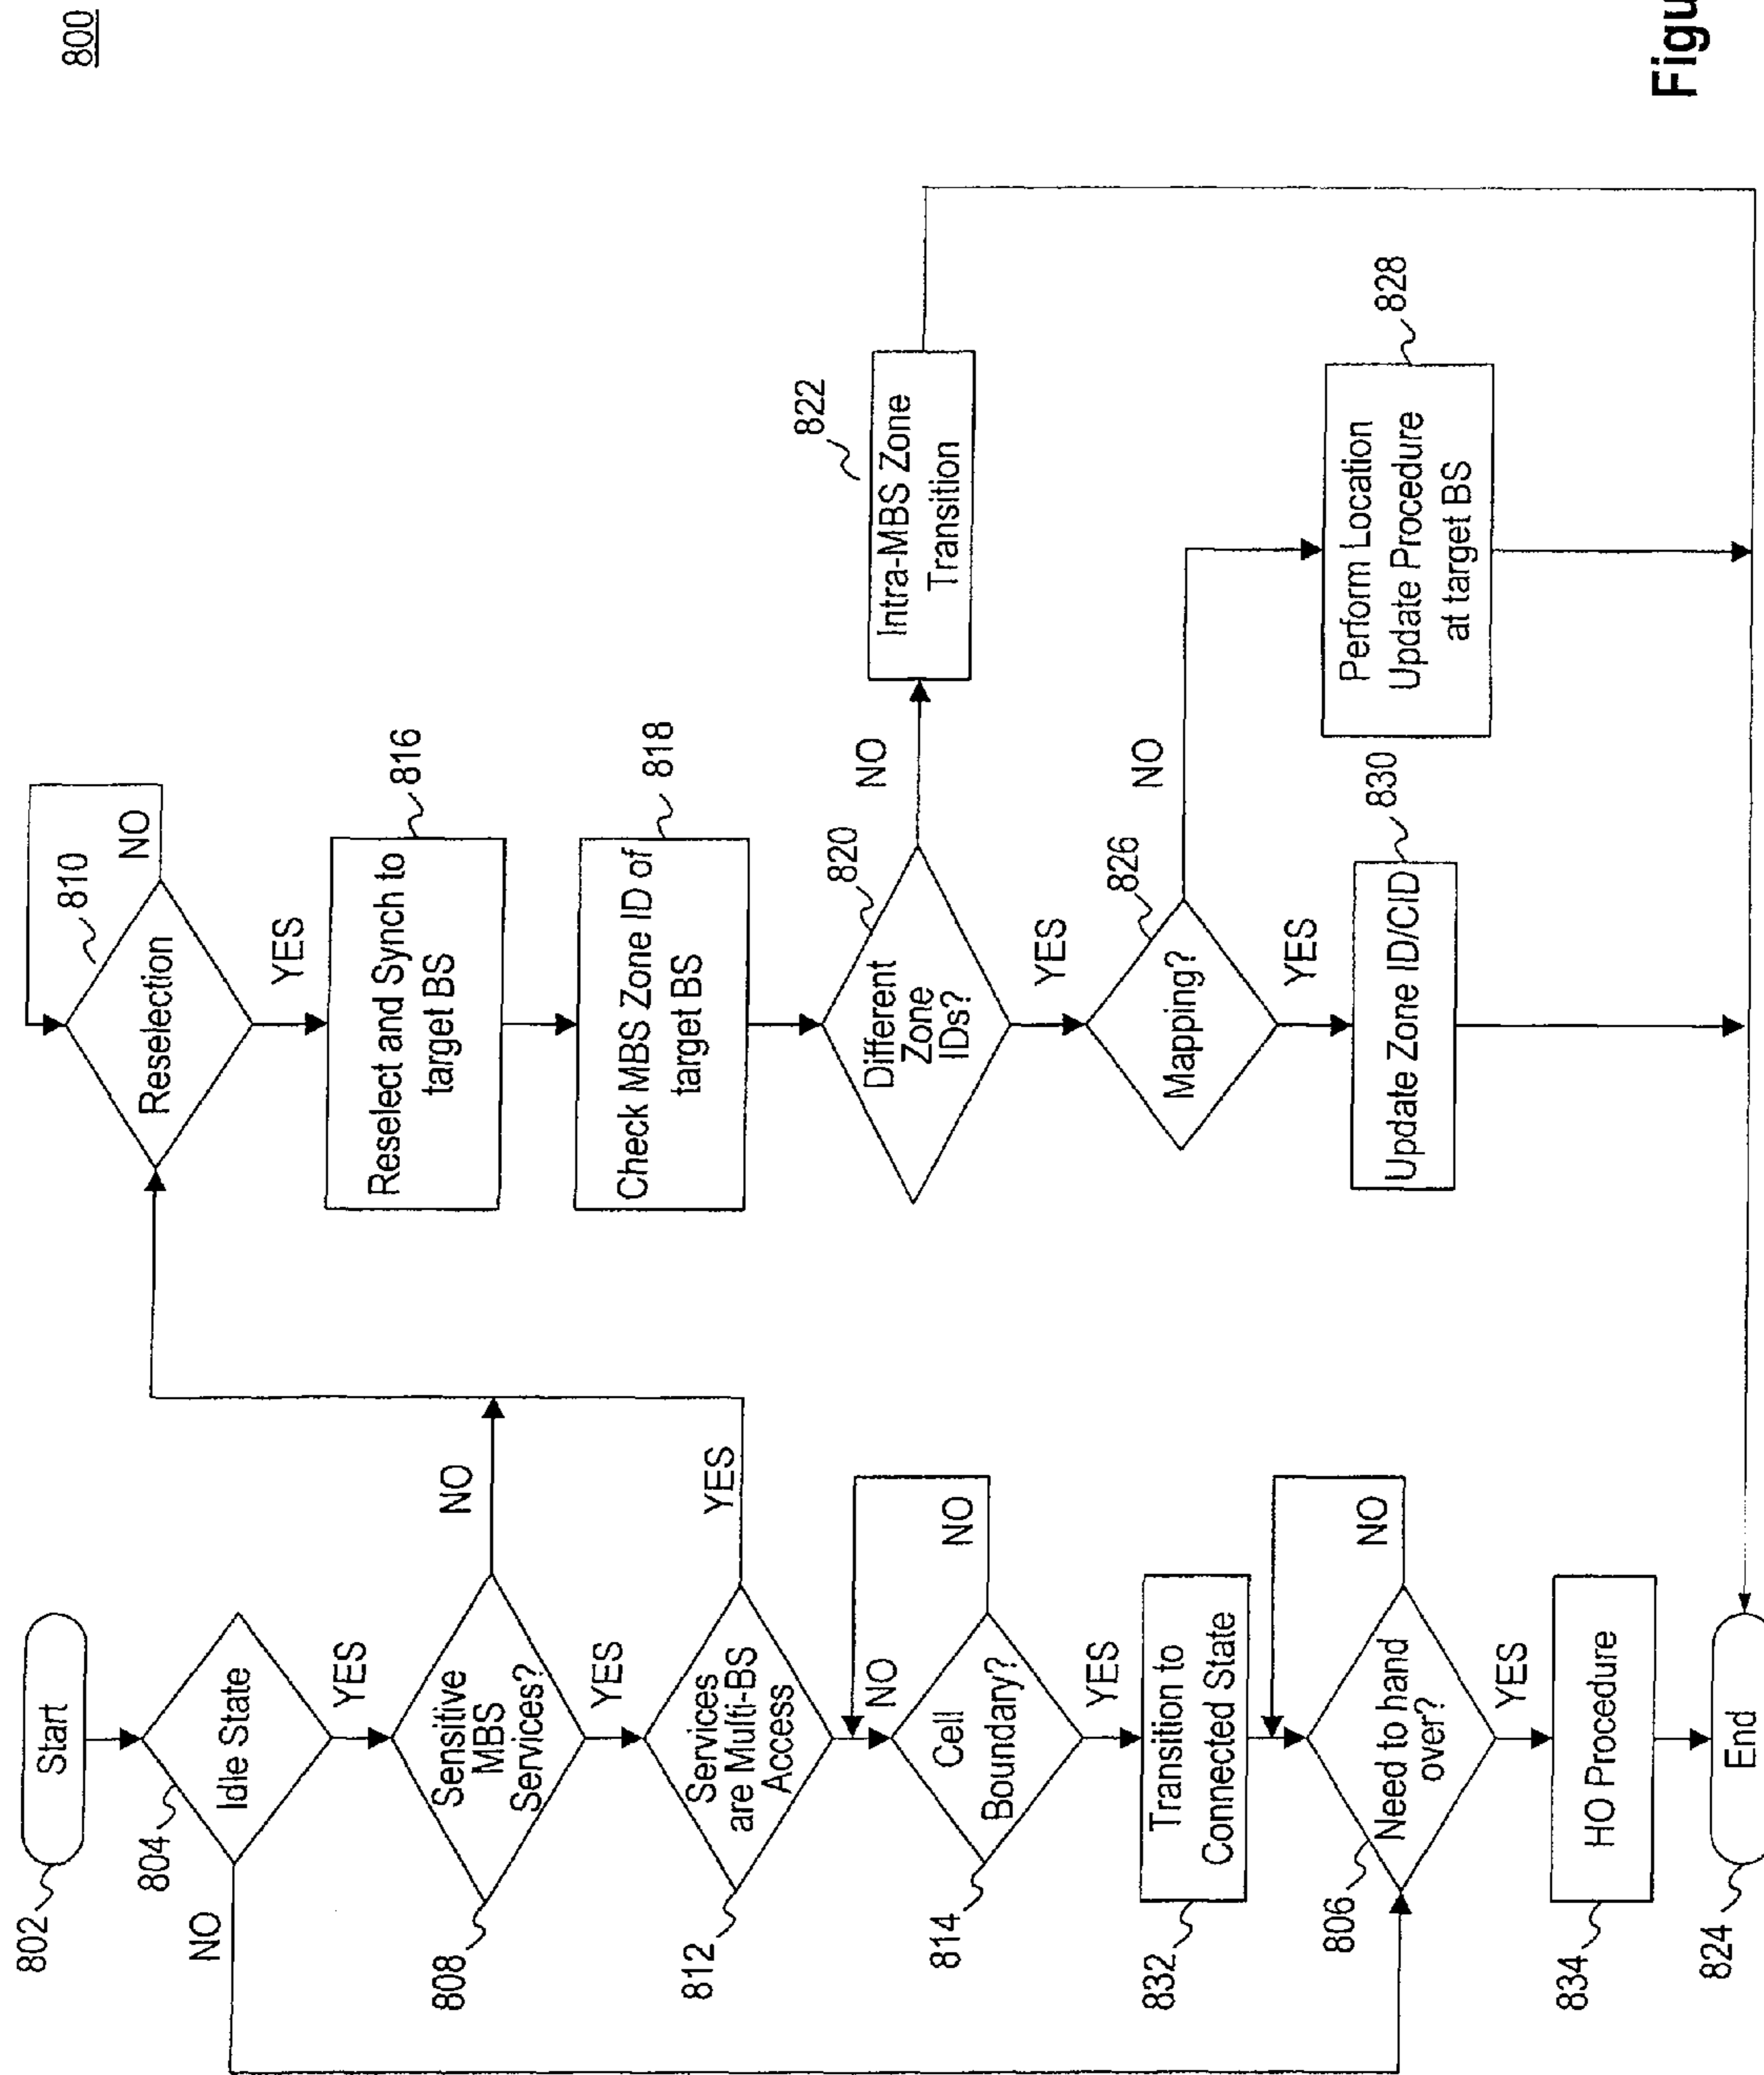 800
802
Start
804
Idle State
NO
YES
808
Sensitive
MBS
Services?
NO
YES
812
Services
are Multi-BS
Access
YES
NO
814
Cell
Boundary?
NO
YES
832
Transition to
Connected State
806
Need to hand
over?
NO
YES
834
HO Procedure
824
End
810
Reselection
NO
YES
816
Reselect and Synch to
target BS
818
Check MBS Zone ID of
target BS
820
Different
Zone
IDs?
NO
YES
822
Intra-MBS Zone
Transition
826
Mapping?
NO
YES
828
Perform Location
Update Procedure
at target BS
830
Update Zone ID/CID